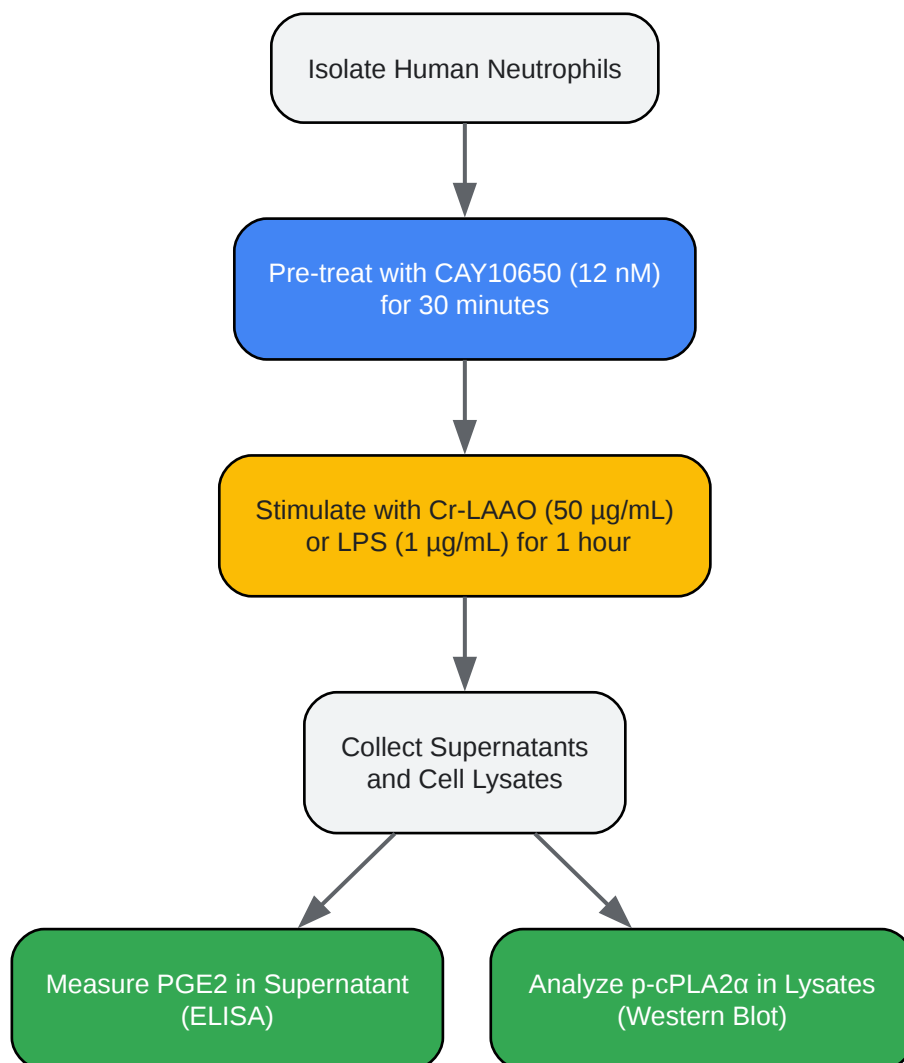 Isolate Human Neutrophils
Pre-treat with CAY10650 (12 nM)
for 30 minutes
Stimulate with Cr-LAAO (50 µg/mL)
or LPS (1 µg/mL) for 1 hour
Collect Supernatants
and Cell Lysates
Measure PGE2 in Supernatant
(ELISA)
Analyze p-cPLA2α in Lysates
(Western Blot)